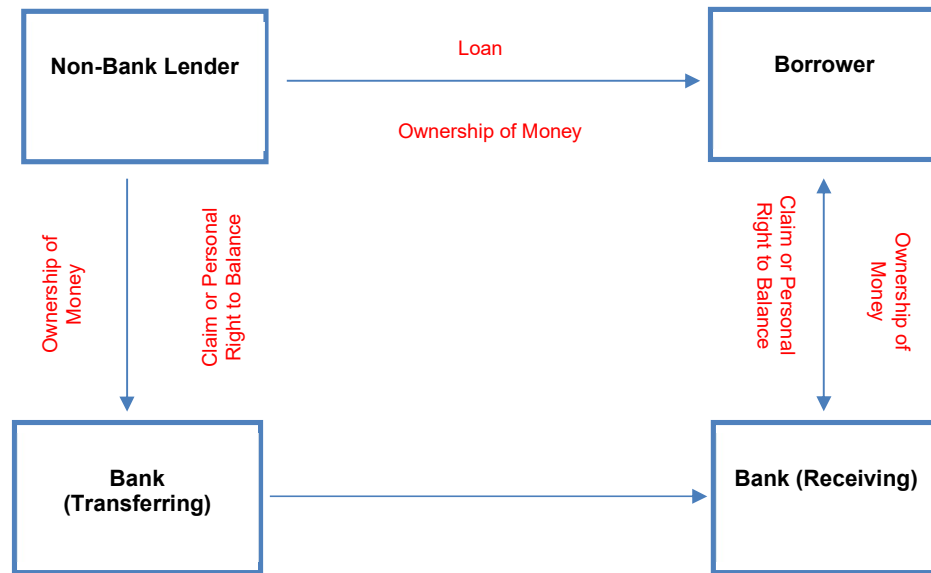 Non-Bank Lender
Loan
Borrower
Ownership of Money
Ownership of
Money
Claim or Personal
Right to Balance
Claim or Personal
Right to Balance
Ownership of
Money
Bank
(Transferring)
Bank (Receiving)